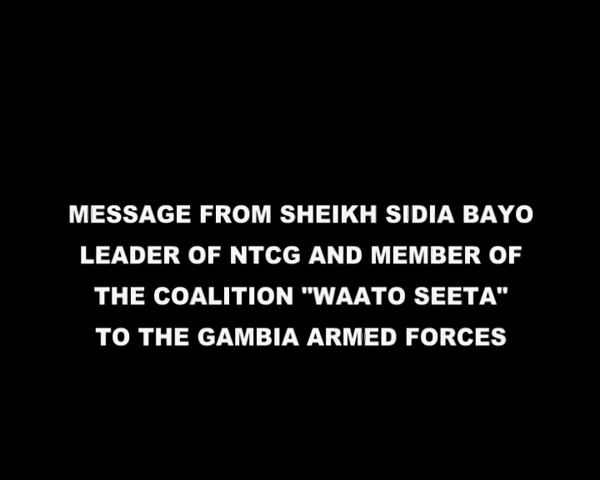 MESSAGE FROM SHEIKH SIDIA BAYO
LEADER OF NTCG AND MEMBER OF
THE COALITION "WAATO SEETA"
TO THE GAMBIA ARMED FORCES